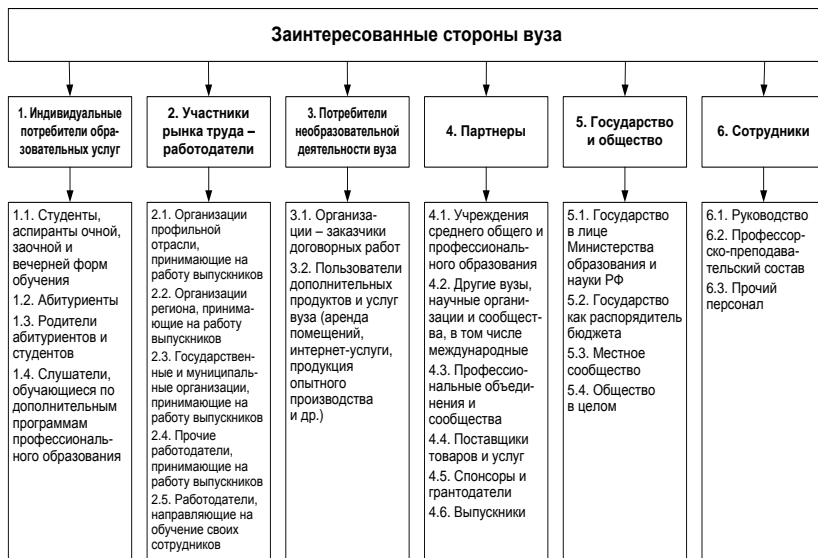 Заинтересованные стороны вуза
1. Индивидуальные
потребители обра-
зовательных услуг
2. Участники
рынка труда –
работодатели
3. Потребители
необразовательной
деятельности вуза
4. Партнеры
5. Государство
и общество
6. Сотрудники
1.1. Студенты,
аспиранты очной,
заочной и
вечерней форм
обучения
1.2. Абитуриенты
1.3. Родители
абитуриентов и
студентов
1.4. Слушатели,
обучающиеся по
дополнительным
программам
профессиональ-
ного образования
2.1. Организации
профильной
отрасли,
принимающие на
работу выпускников
2.2. Организации
региона, принима-
ющие на работу
выпускников
2.3. Государствен-
ные и муниципаль-
ные организации,
принимающие на
работу выпускников
2.4. Прочие
работодатели,
принимающие на
работу выпускников
2.5. Работодатели,
направляющие на
обучение своих
сотрудников
3.1. Организа-
ции – заказчики
договорных работ
3.2. Пользователи
дополнительных
продуктов и услуг
вуза (аренда
помещений,
интернет-услуги,
продукция
опытного
производства
и др.)
4.1. Учреждения
среднего общего и
профессиональ-
ного образования
4.2. Другие вузы,
научные органи-
зации и сообщест-
ва, в том числе
международные
4.3. Профессио-
нальные объеди-
нения и
сообщества
4.4. Поставщики
товаров и услуг
4.5. Спонсоры и
грантодатели
4.6. Выпускники
5.1. Государство
в лице
Министерства
образования и
науки РФ
5.2. Государство
как распорядитель
бюджета
5.3. Местное
сообщество
5.4. Общество
в целом
6.1. Руководство
6.2. Профессор-
ско-преподава-
тельский состав
6.3. Прочий
персонал